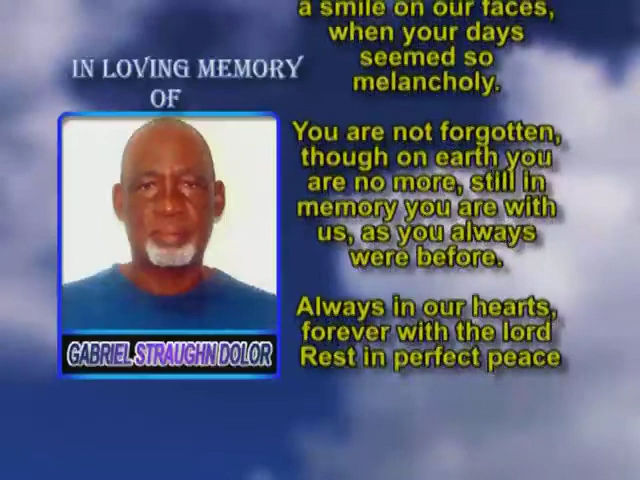 IN LOVING MEMORY
OF
GABRIEL STRAUGHN DOLOR
a smile on our faces,
when your days
seemed so
melancholy.
You are not forgotten,
though on earth you
are no more, still in
memory you are with
us, as you always
were before.
Always in our hearts,
forever with the lord
Rest in perfect peace